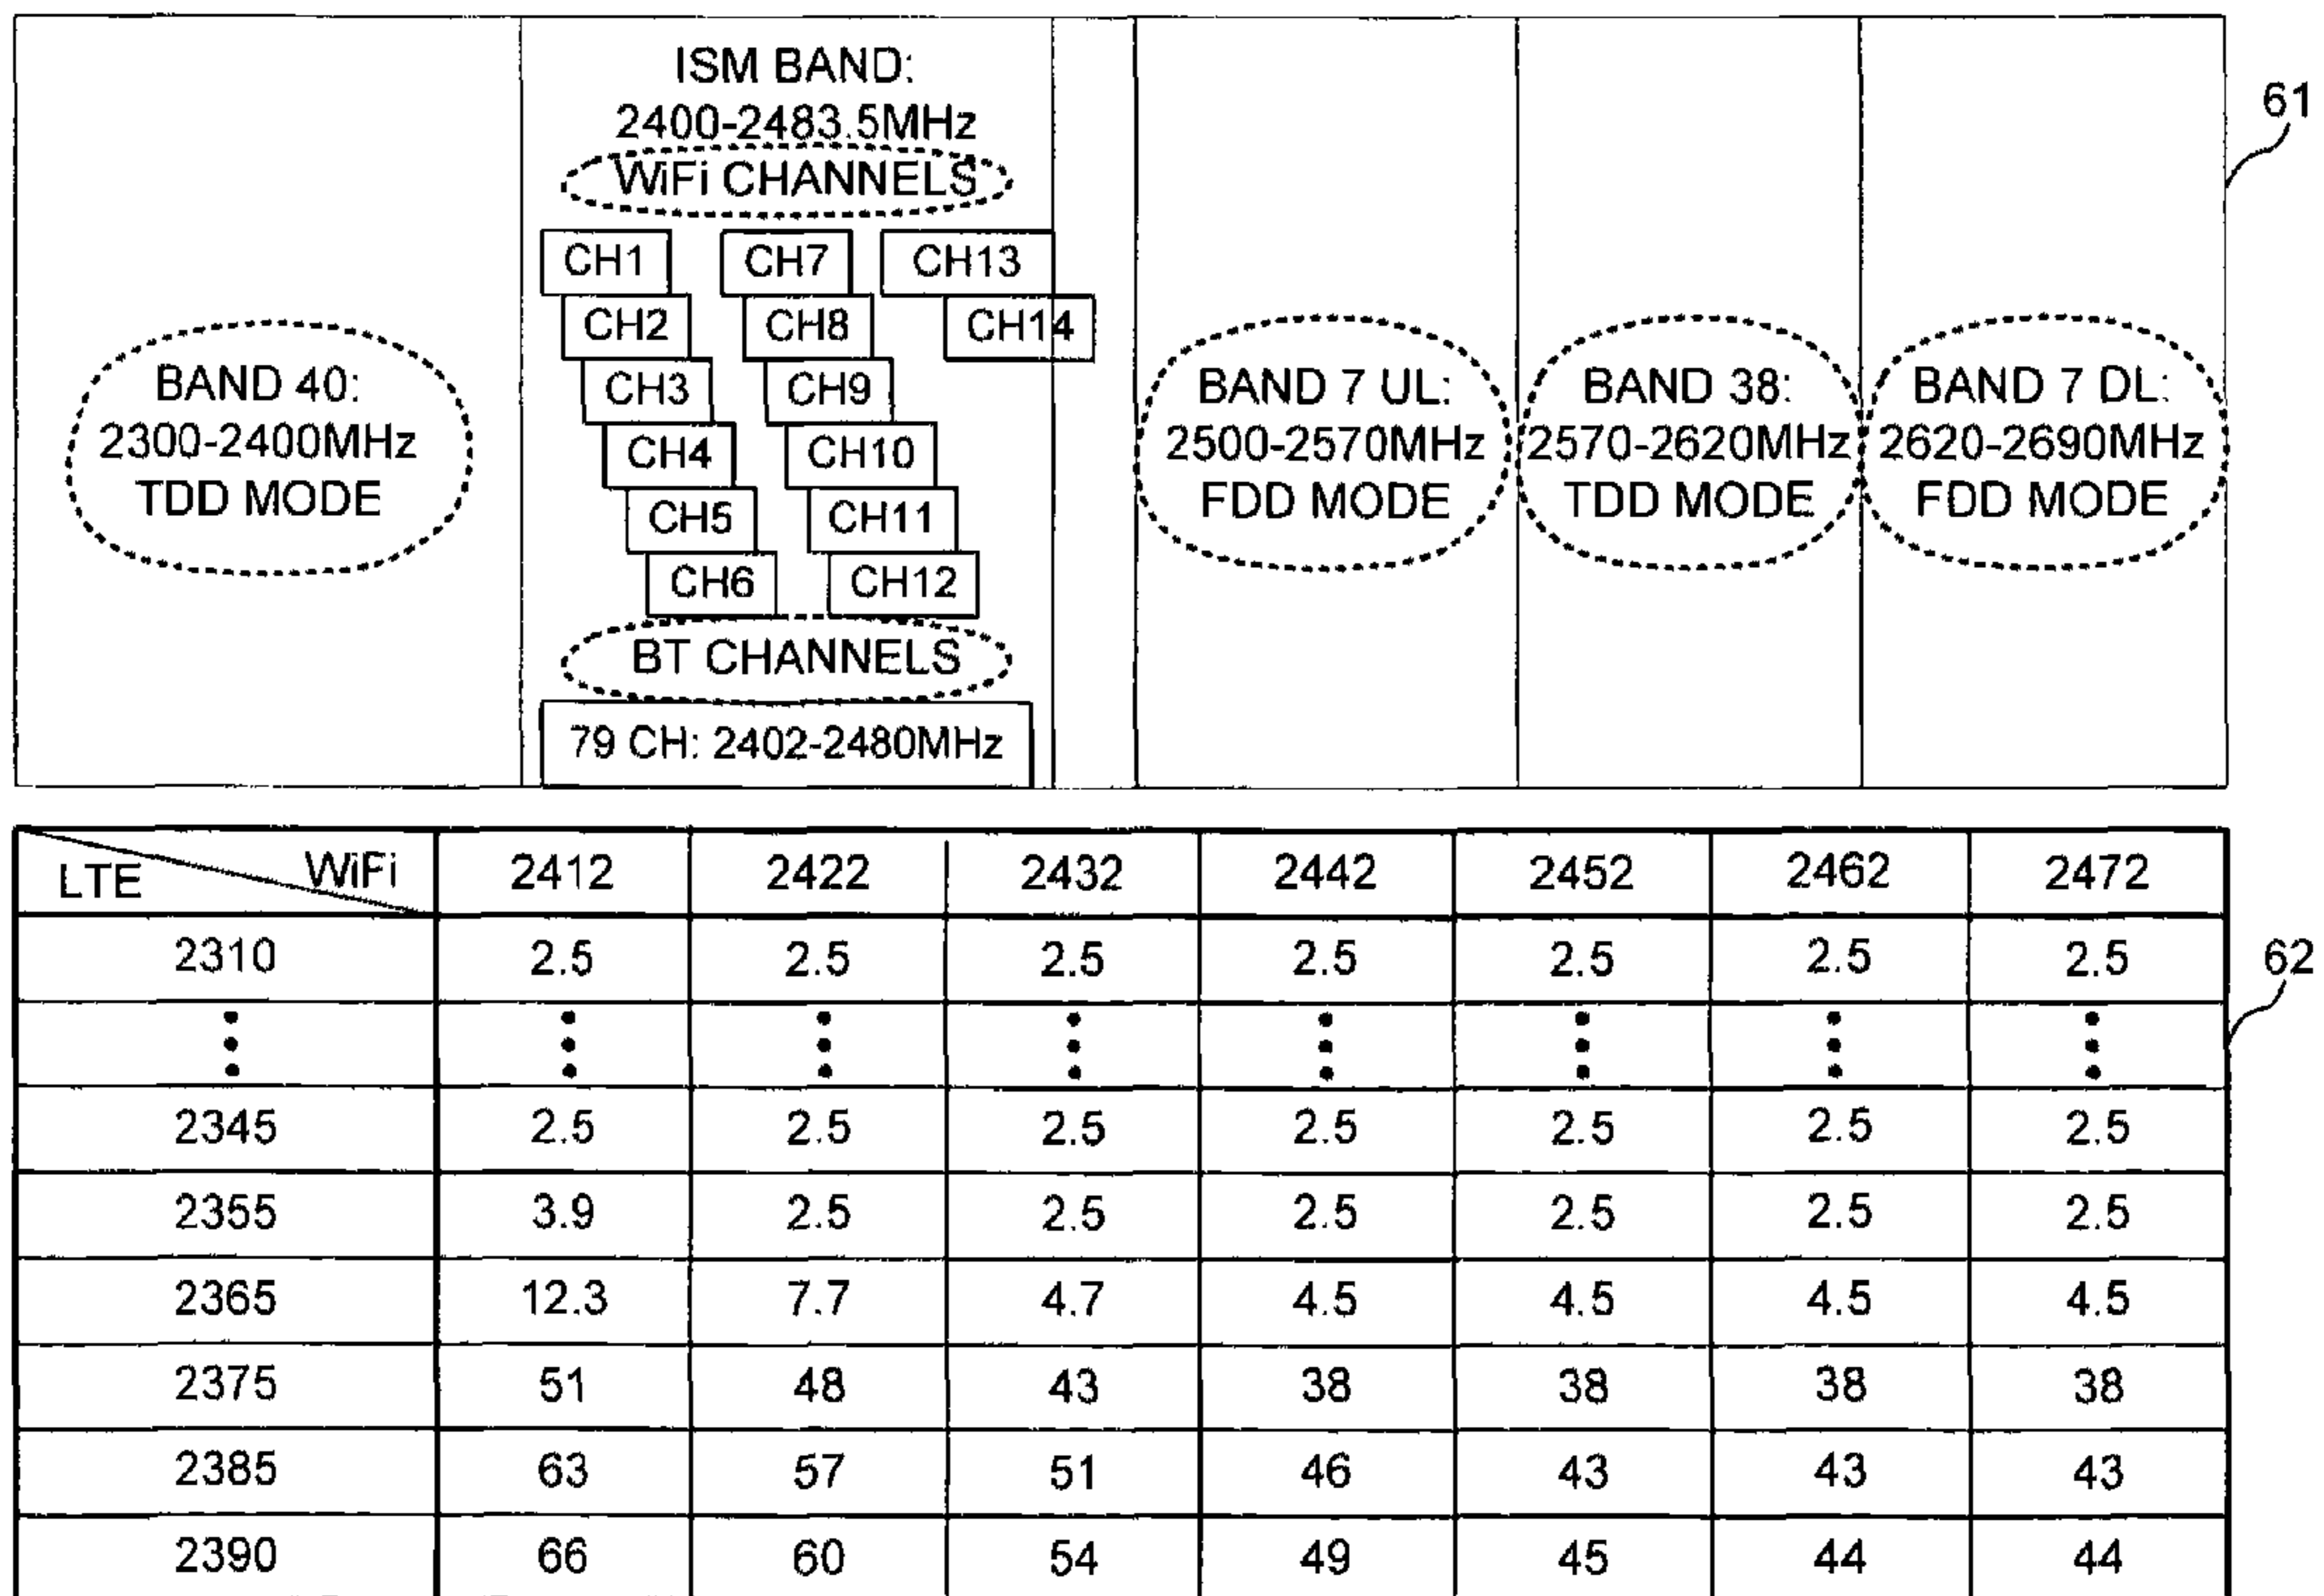 ISM BAND:
2400-2483.5MHz
WiFi CHANNELS
CH1 CH7 CH13
CH2 CH8 CH14
CH3 CH9
CH4 CH10
CH5 CH11
CH6 CH12
BT CHANNELS
79 CH: 2402-2480MHz
BAND 40:
2300-2400MHz
TDD MODE
BAND 7 UL:
2500-2570MHz
FDD MODE
BAND 38:
2570-2620MHz
TDD MODE
BAND 7 DL:
2620-2690MHz
FDD MODE
61
LTE WiFi 2412 2422 2432 2442 2452 2462 2472
2310 2.5 2.5 2.5 2.5 2.5 2.5 2.5
62
2345 2.5 2.5 2.5 2.5 2.5 2.5 2.5
2355 3.9 2.5 2.5 2.5 2.5 2.5 2.5
2365 12.3 7.7 4.7 4.5 4.5 4.5 4.5
2375 51 48 43 38 38 38 38
2385 63 57 51 46 43 43 43
2390 66 60 54 49 45 44 44